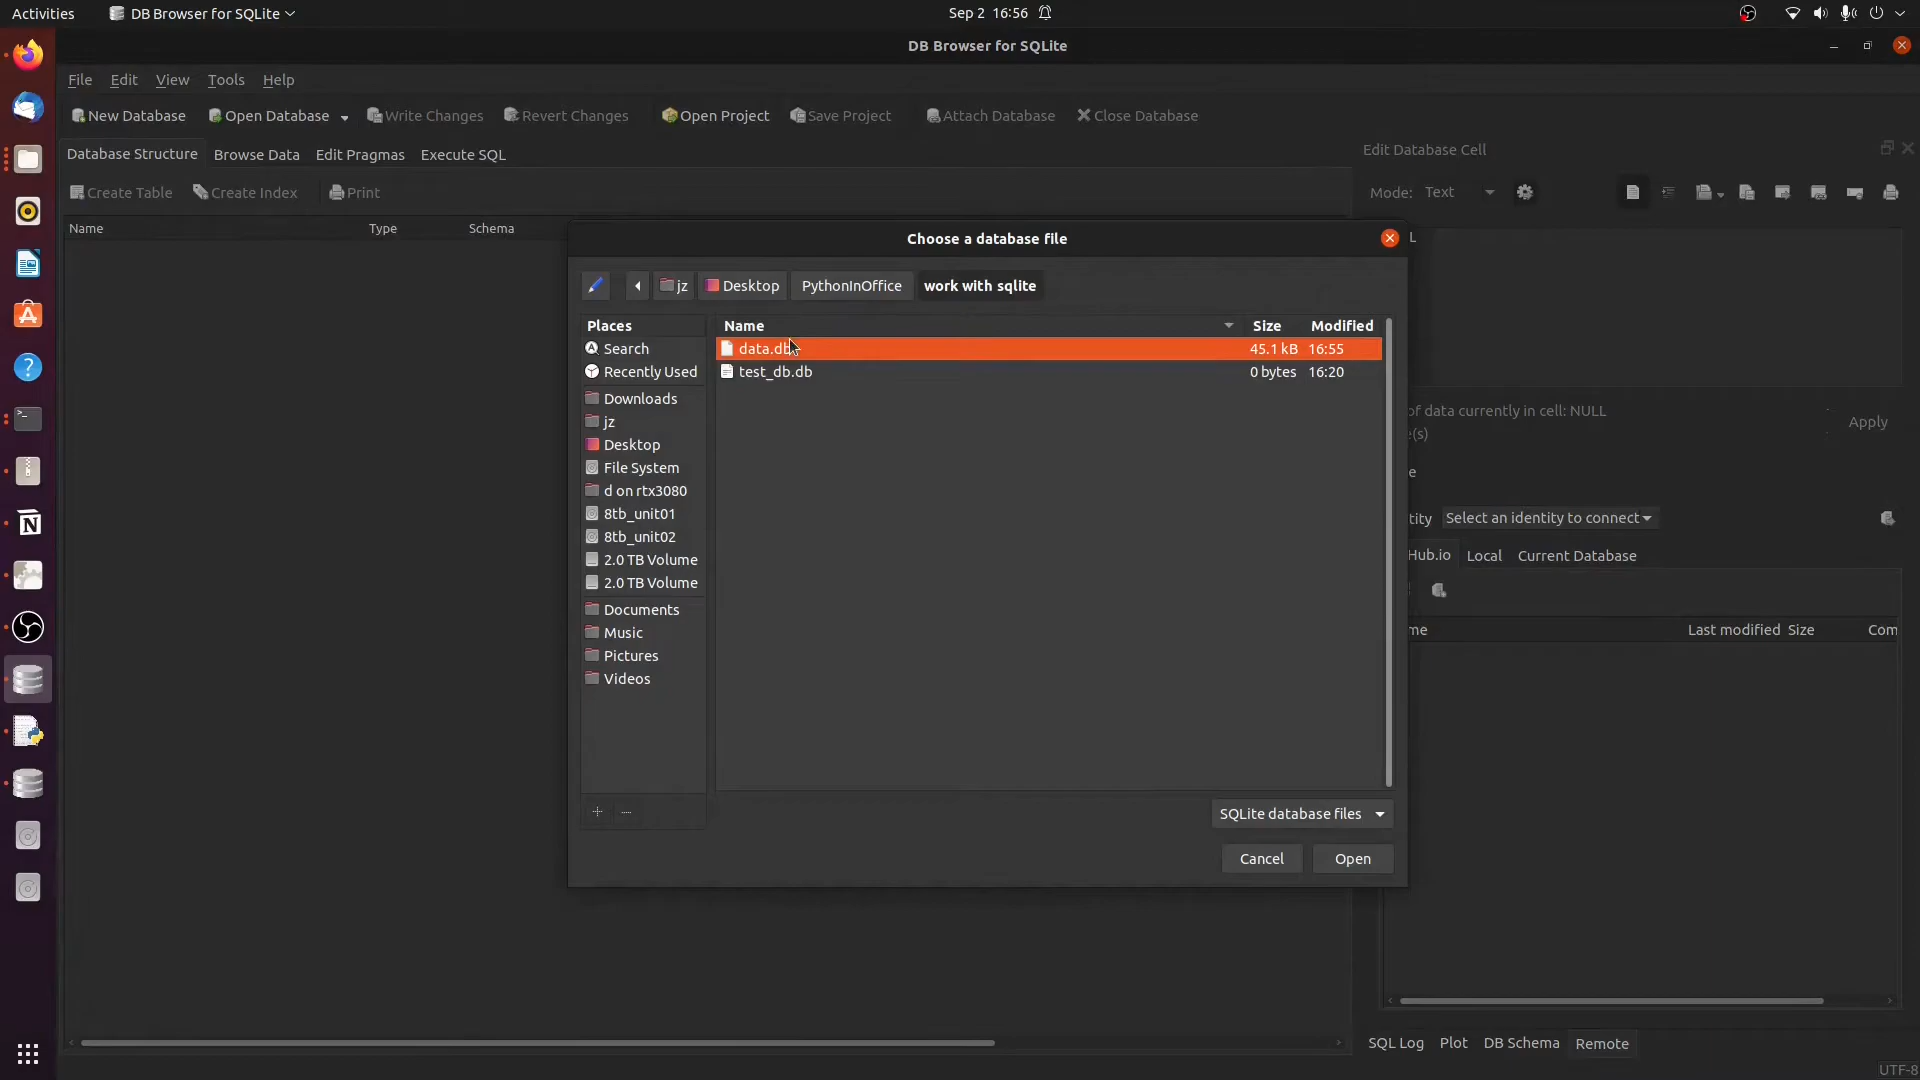 Activities DB Browser for SQLite Sep 2 16:56
DB Browser for SQLite
File Edit View Tools Help
New Database Open Database Write Changes Revert Changes Open Project Save Project Attach Database Close Database
Database Structure Browse Data Edit Pragmas Execute SQL
Edit Database Cell
Create Table Create Index Print
Mode: Text
Name Type Schema
Choose a database file
L
jz Desktop PythonInOffice work with sqlite
Places
Search
Recently Used
Downloads
jz
Desktop
File System
d on rtx3080
8tb_unit01
8tb_unit02
2.0 TB Volume
2.0 TB Volume
Documents
Music
Pictures
Videos
Name Size Modified
data.db 45.1 kB 16:55
test_db.db 0 bytes 16:20
SQLite database files
Cancel Open
of data currently in cell: NULL
e(s)
Apply
e
tity Select an identity to connect
Hub.io Local Current Database
me Last modified Size Com
SQL Log Plot DB Schema Remote
UTF-8